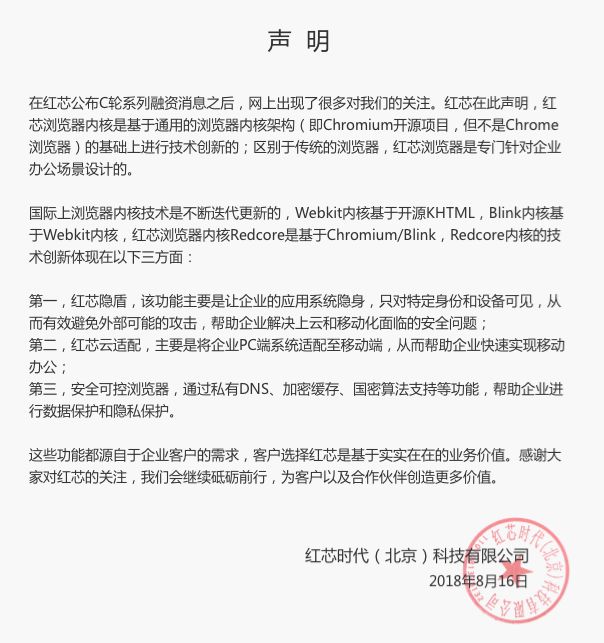 声 明
在红芯公布C轮系列融资消息之后，网上出现了很多对我们的关注。红芯在此声明，红
芯浏览器内核是基于通用的浏览器内核架构（即Chromium开源项目，但不是Chrome
浏览器）的基础上进行技术创新的；区别于传统的浏览器，红芯浏览器是专门针对企业
办公场景设计的。
国际上浏览器内核技术是不断迭代更新的，Webkit内核基于开源KHTML，Blink内核基
于Webkit内核，红芯浏览器内核Redcore是基于Chromium/Blink，Redcore内核的技
术创新体现在以下三方面：
第一，红芯隐盾，该功能主要是让企业的应用系统隐身，只对特定身份和设备可见，从
而有效避免外部可能的攻击，帮助企业解决上云和移动化面临的安全问题；
第二，红芯云适配，主要是将企业PC端系统适配至移动端，从而帮助企业快速实现移动
办公；
第三，安全可控浏览器，通过私有DNS、加密缓存、国密算法支持等功能，帮助企业进
行数据保护和隐私保护。
这些功能都源自于企业客户的需求，客户选择红芯是基于实实在在的业务价值。感谢大
家对红芯的关注，我们会继续砥砺前行，为客户以及合作伙伴创造更多价值。
红芯时代（北京）科技有限公司
2018年8月16日
红芯时代(北京)科技有限公司